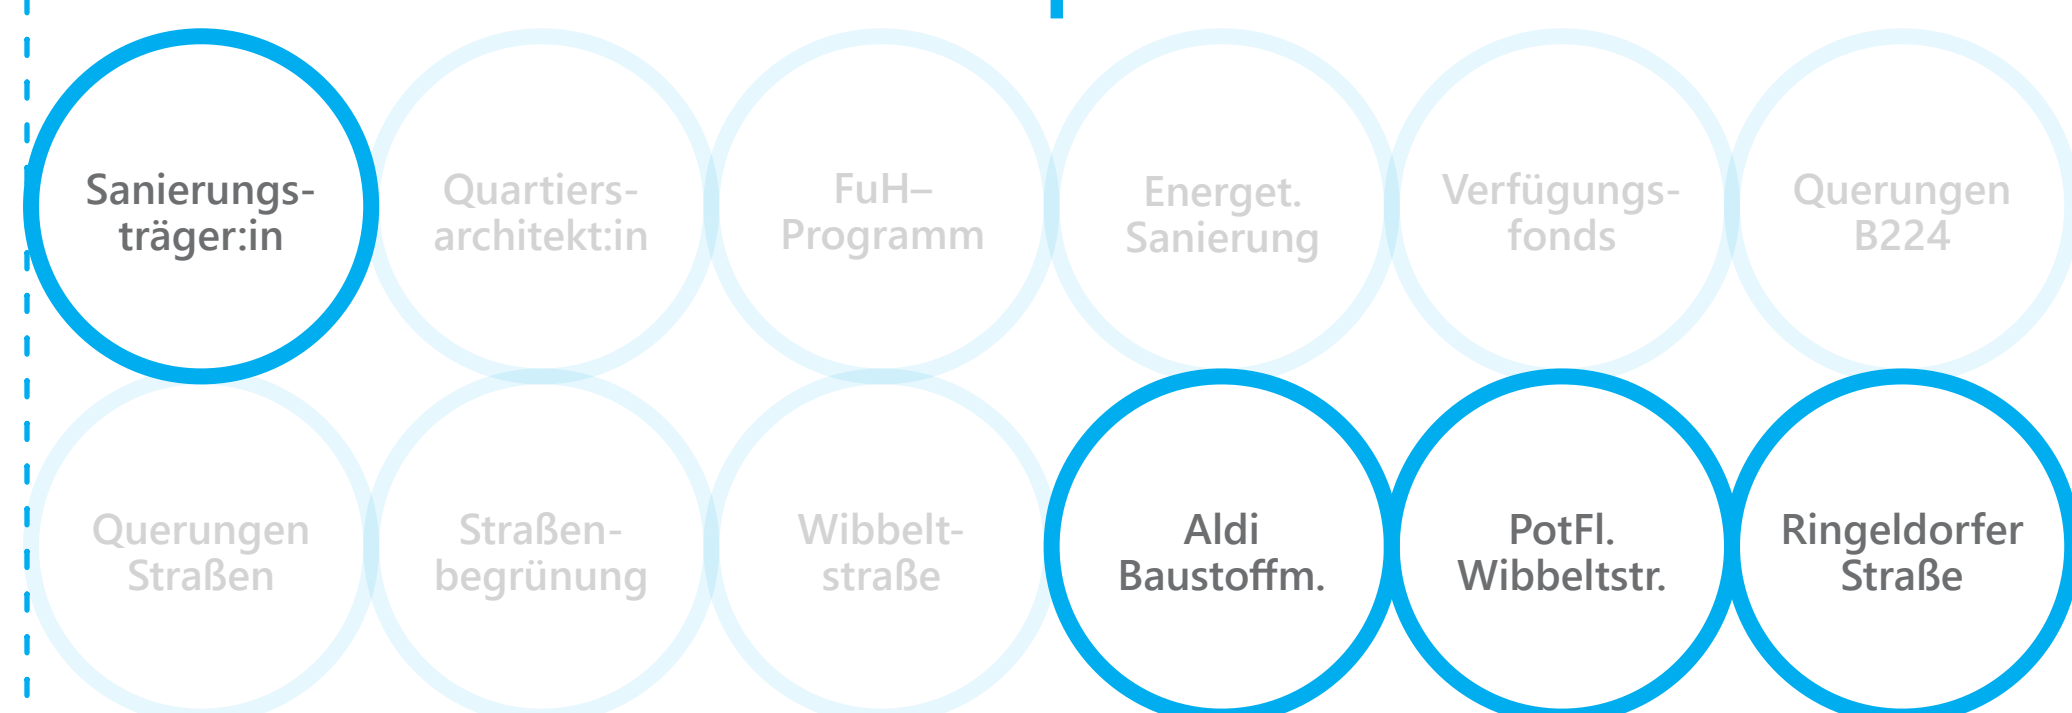 Sanierungs-
träger:in
Quartiers-
architekt:in
FuH–
Programm
Energet.
Sanierung
Verfügungs-
fonds
Querungen
B224
Querungen
Straßen
Straßen-
begrünung
Wibbelt-
straße
Aldi
Baustoffm.
PotFl.
Wibbeltstr.
Ringeldorfer
Straße